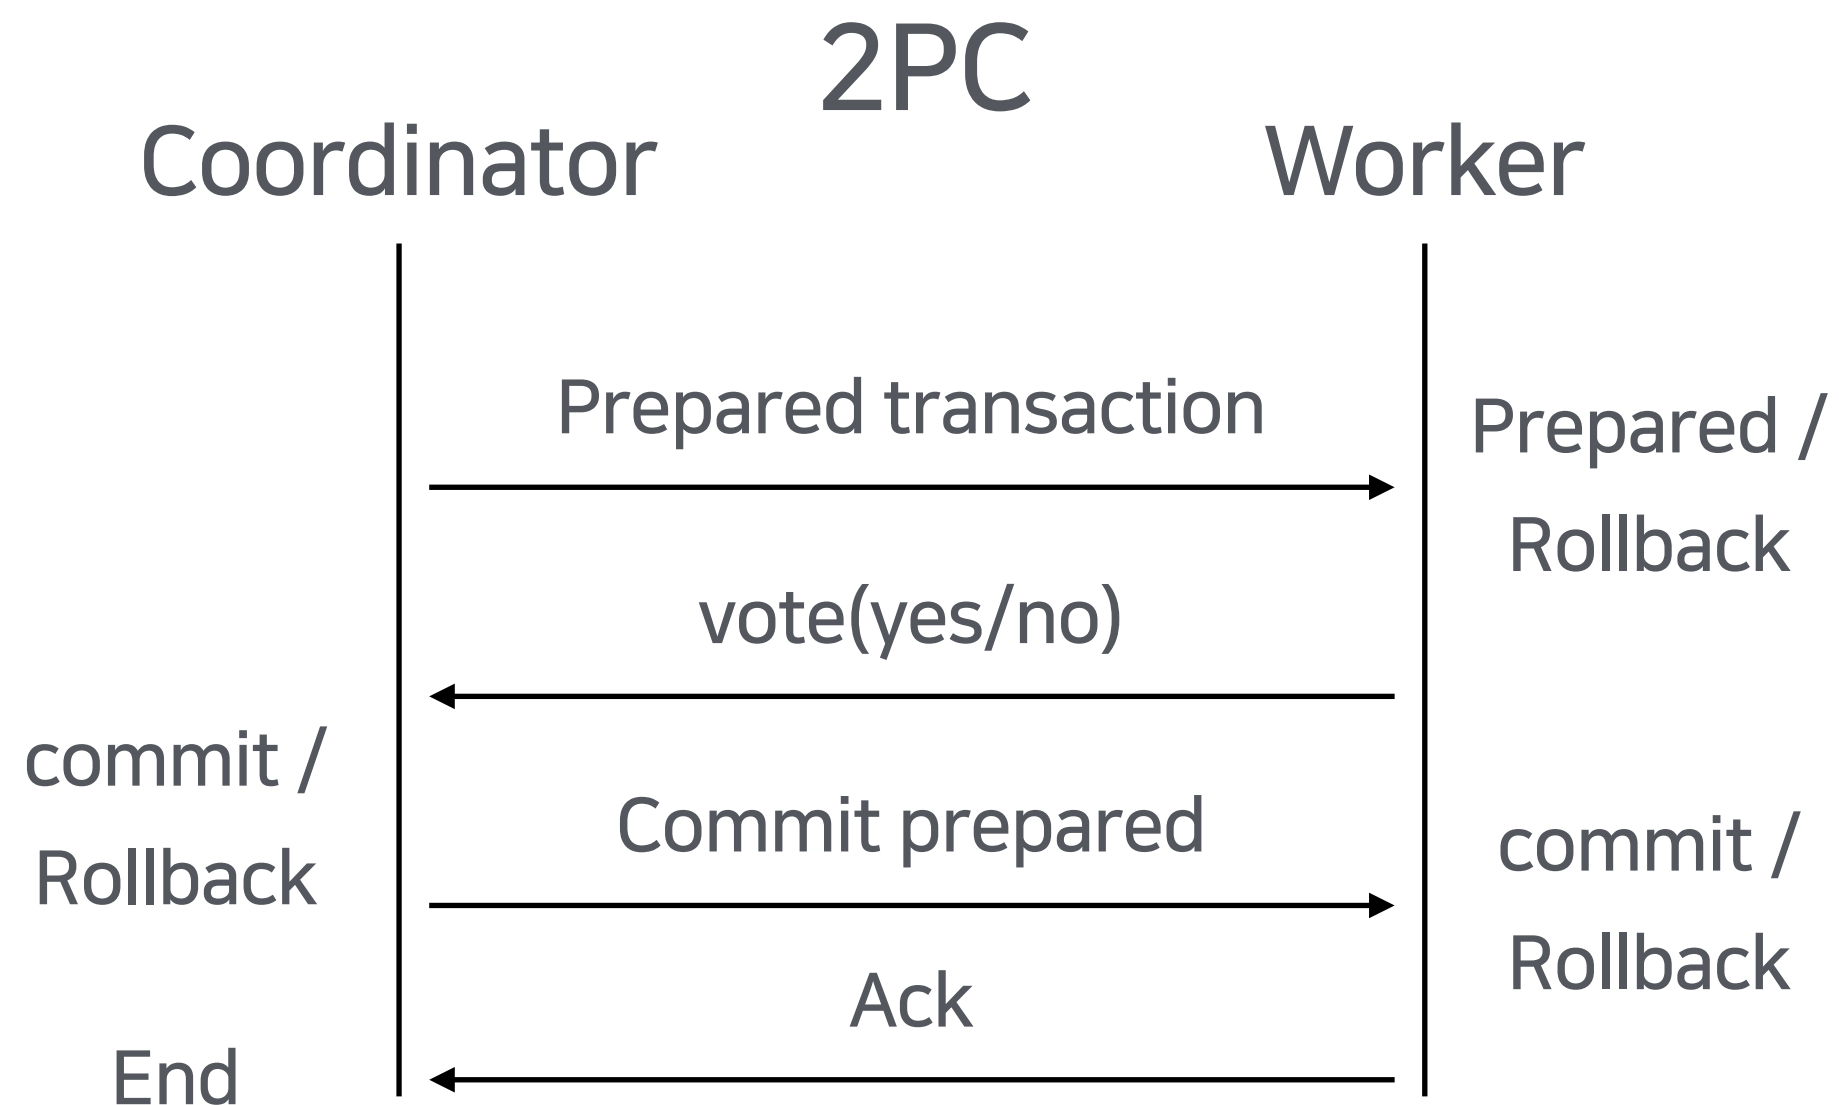 2PC
Coordinator
Worker
Prepared transaction
Prepared /
Rollback
vote(yes/no)
commit /
Rollback
Commit prepared
commit /
Rollback
Ack
End